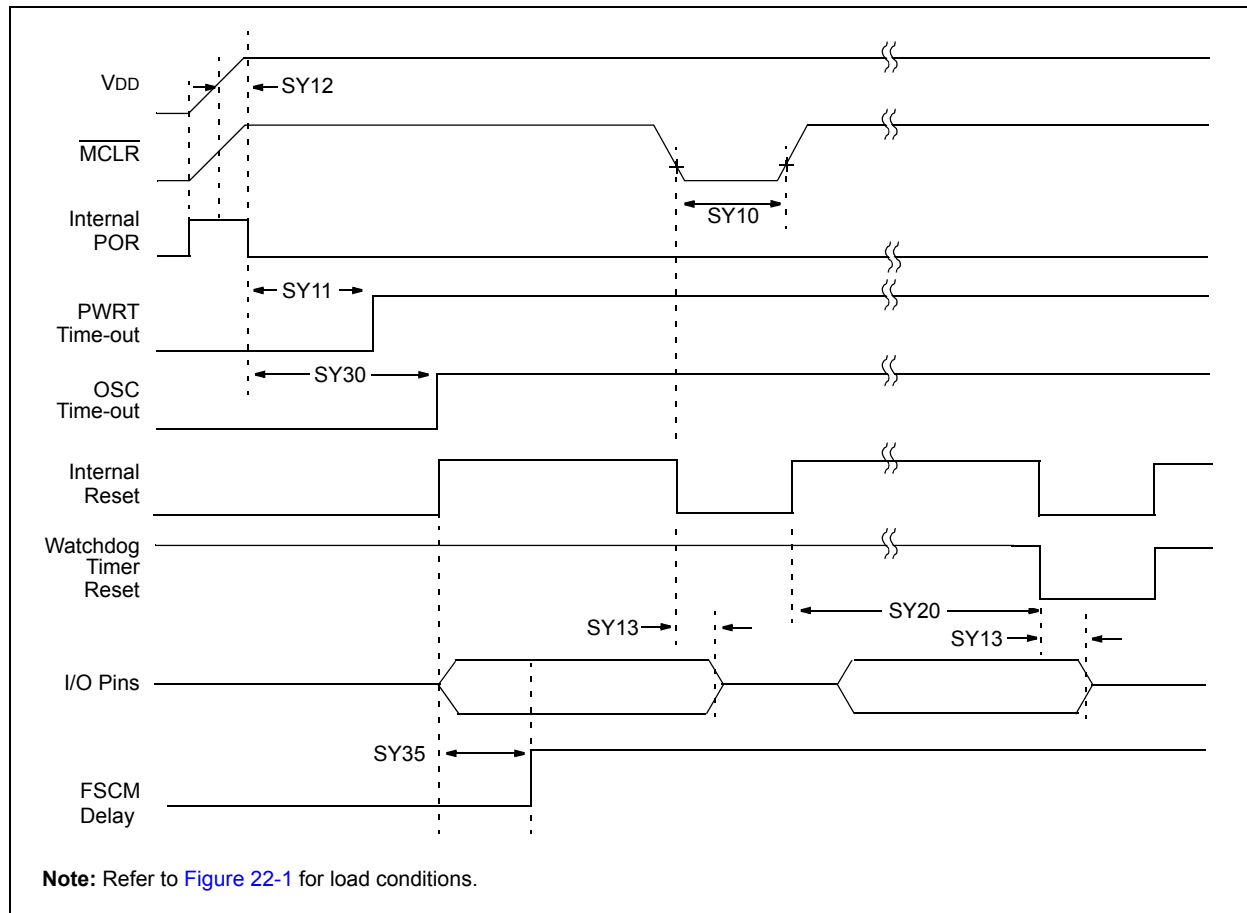 VDD
SY12
MCLR
SY10
Internal
POR
SY11
PWRT
Time-out
SY30
OSC
Time-out
Internal
Reset
Watchdog
Timer
Reset
SY20
SY13
SY13
I/O Pins
SY35
FSCM
Delay
Note: Refer to Figure 22-1 for load conditions.